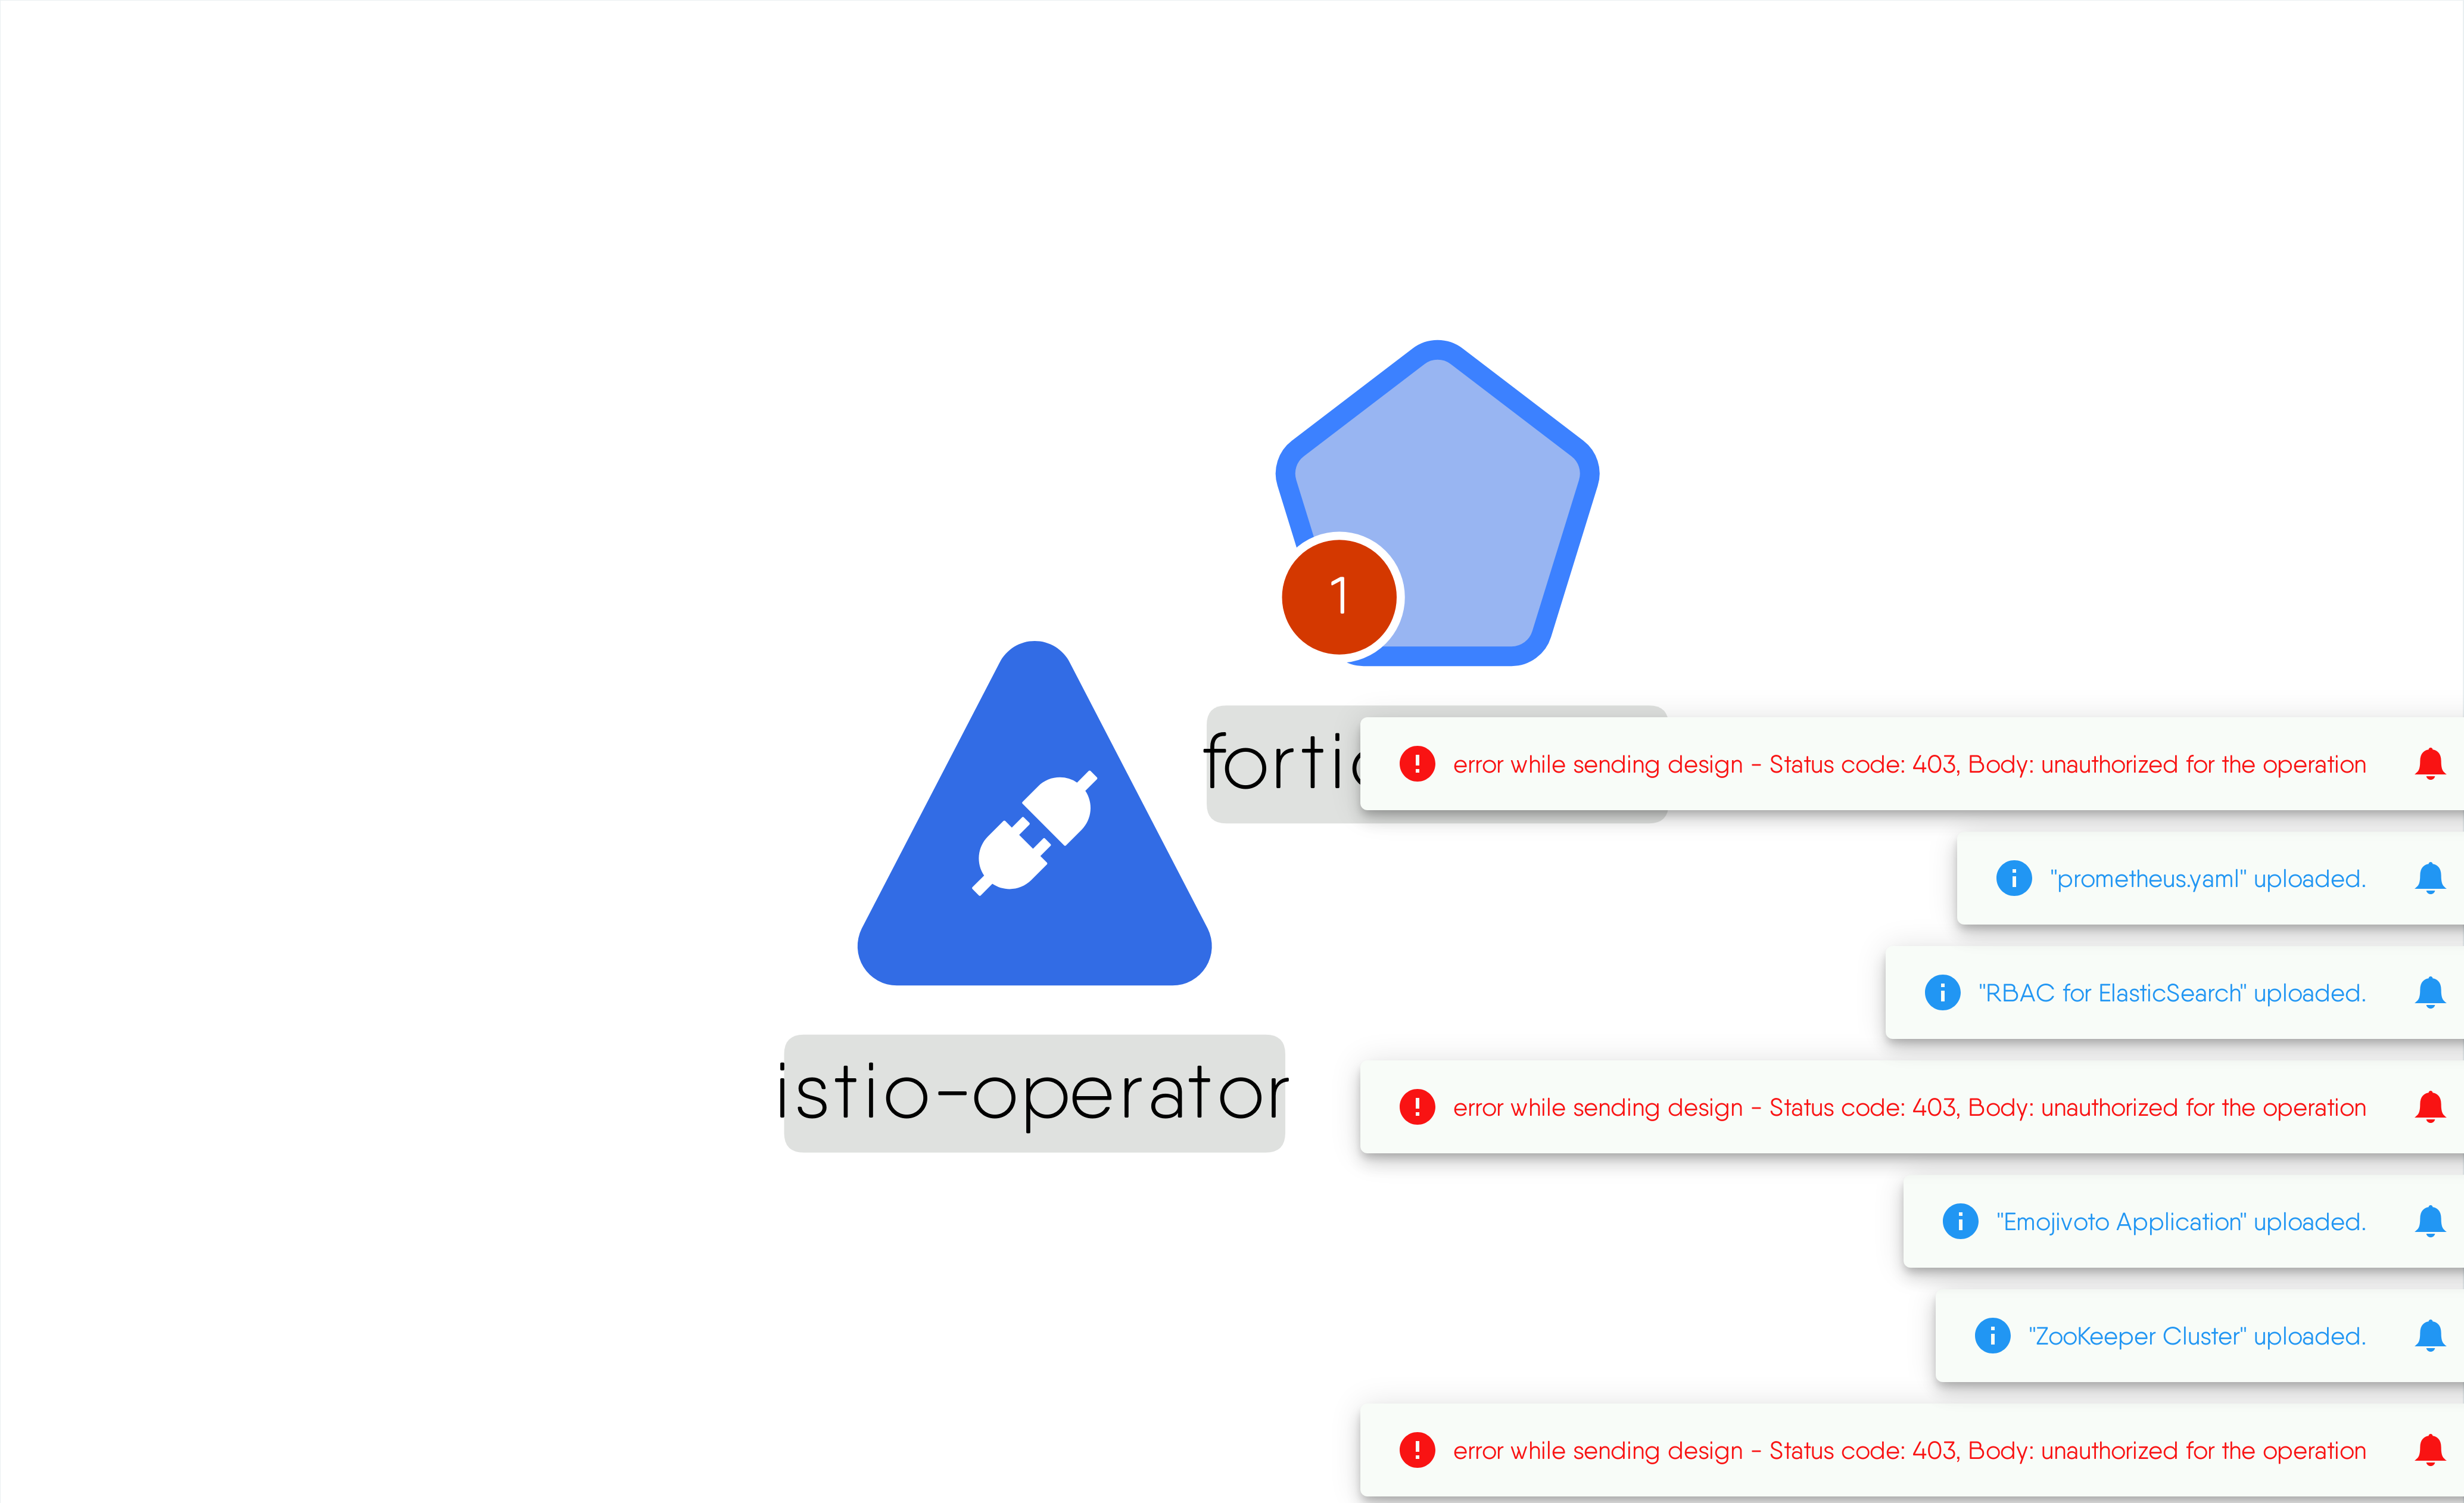 1
error while sending design - Status code: 403, Body: unauthorized for the operation
"prometheus.yaml" uploaded.
"RBAC for ElasticSearch" uploaded.
istio-operator
error while sending design - Status code: 403, Body: unauthorized for the operation
"Emojivoto Application" uploaded.
"ZooKeeper Cluster" uploaded.
error while sending design - Status code: 403, Body: unauthorized for the operation